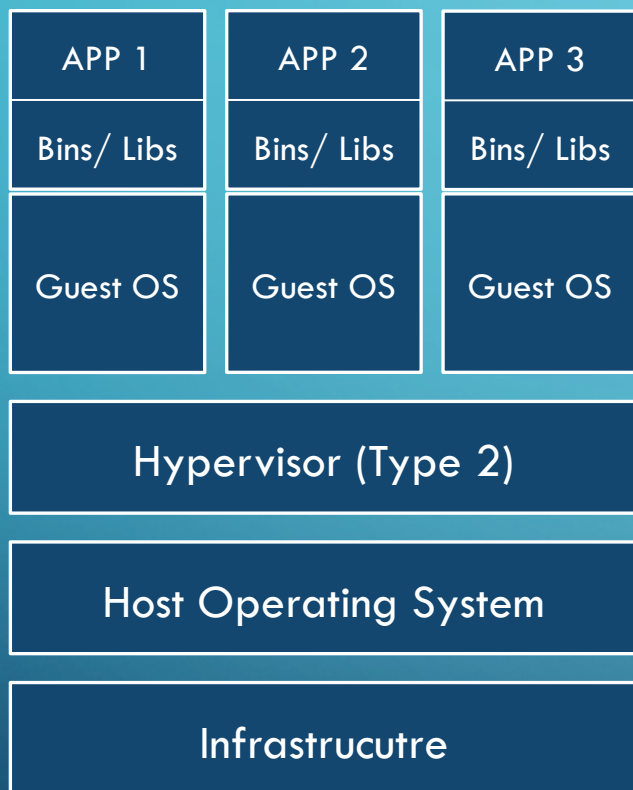 APP 1
APP 2
APP 3
Bins/ Libs
Bins/ Libs
Bins/ Libs
Guest OS
Guest OS
Guest OS
Hypervisor (Type 2)
Host Operating System
Infrastrucutre